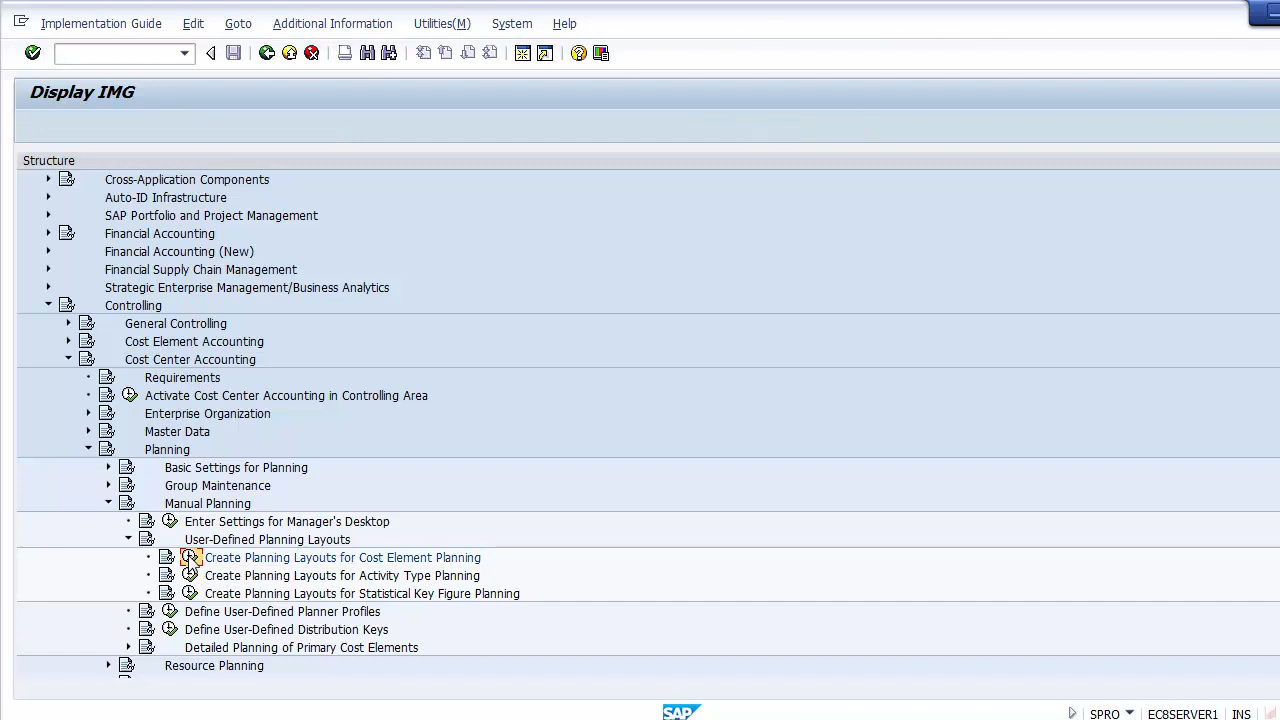 Implementation Guide Edit Goto Additional Information Utilities(M) System Help
Display IMG
Structure
Cross-Application Components
Auto-ID Infrastructure
SAP Portfolio and Project Management
Financial Accounting
Financial Accounting (New)
Financial Supply Chain Management
Strategic Enterprise Management/Business Analytics
Controlling
General Controlling
Cost Element Accounting
Cost Center Accounting
Requirements
Activate Cost Center Accounting in Controlling Area
Enterprise Organization
Master Data
Planning
Basic Settings for Planning
Group Maintenance
Manual Planning
Enter Settings for Manager's Desktop
User-Defined Planning Layouts
Create Planning Layouts for Cost Element Planning
Create Planning Layouts for Activity Type Planning
Create Planning Layouts for Statistical Key Figure Planning
Define User-Defined Planner Profiles
Define User-Defined Distribution Keys
Detailed Planning of Primary Cost Elements
Resource Planning
SAP SPRO EC8SERVER1 INS